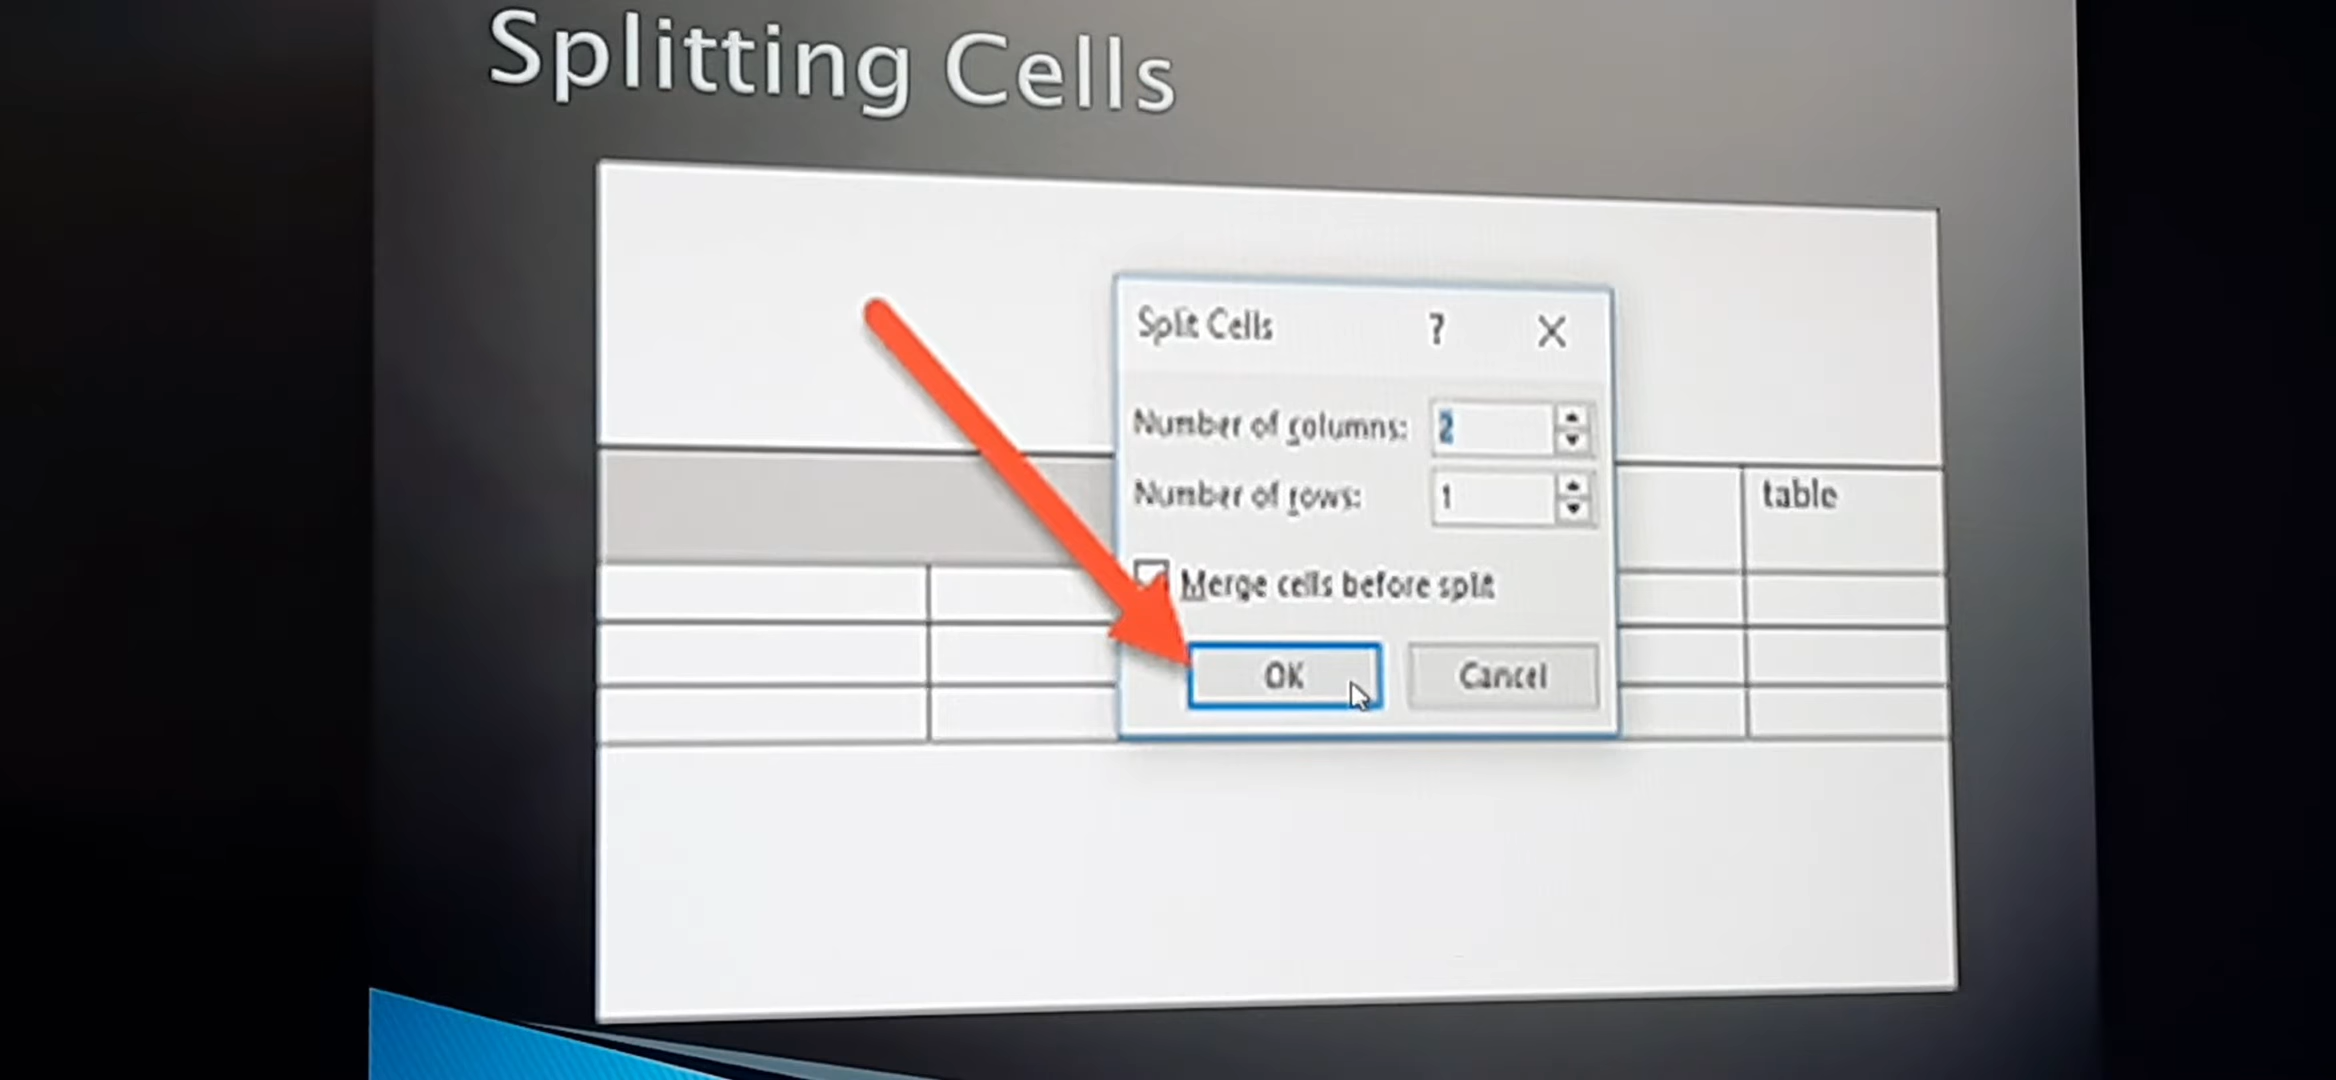 Splitting Cells
Split Cells ?
Number of columns: 2
Number of rows: 1
table
Merge cells before split
OK Cancel